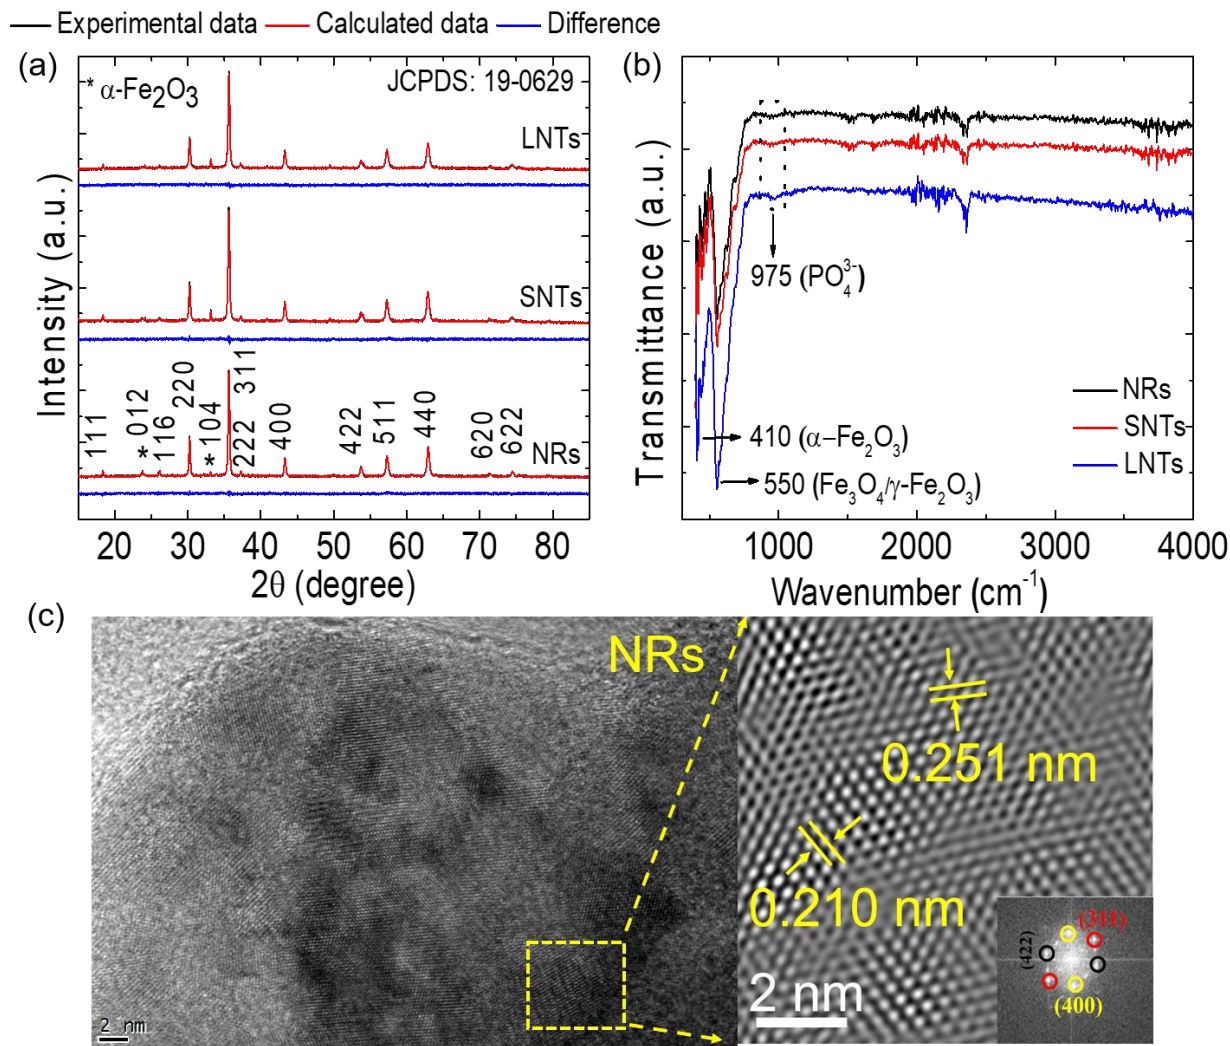 Experimental data Calculated data Difference
(a)
* α-Fe2O3
JCPDS: 19-0629
LNTs
SNTs
NRs
111
* 012
116
220
* 104
311
222
400
422
511
440
620
622
Intensity (a.u.)
20 30 40 50 60 70 80
2θ (degree)
(b)
975 (PO4^3-)
410 (α−Fe2O3)
550 (Fe3O4/γ-Fe2O3)
NRs
SNTs
LNTs
Transmittance (a.u.)
1000 2000 3000 4000
Wavenumber (cm^-1)
(c)
NRs
2 nm
0.251 nm
0.210 nm
2 nm
(311)
(422)
(400)